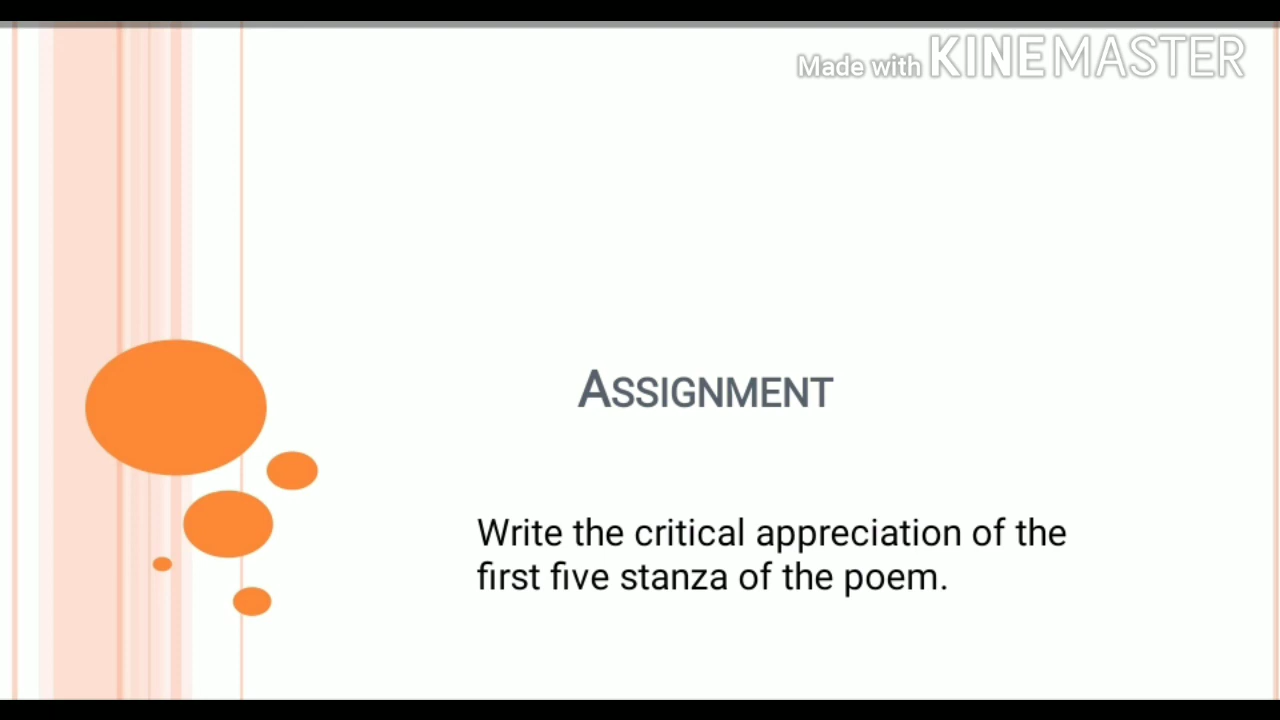 Made with KINEMASTER
ASSIGNMENT
Write the critical appreciation of the
first five stanza of the poem.